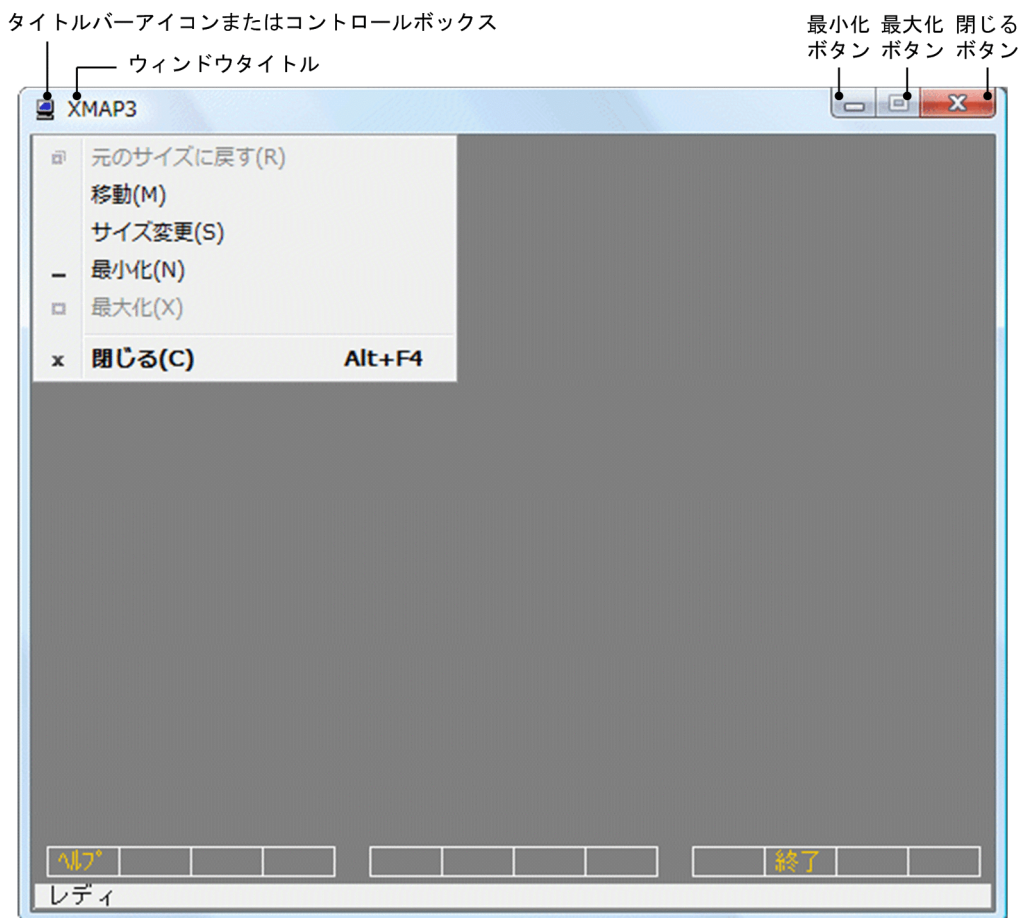 タイトルバーアイコンまたはコントロールボックス
ウィンドウタイトル
最小化 最大化 閉じる
ボタン ボタン ボタン
XMAP3
元のサイズに戻す(R)
移動(M)
サイズ変更(S)
最小化(N)
最大化(X)
閉じる(C) Alt+F4
ﾍﾙﾌﾟ 終了
レディ